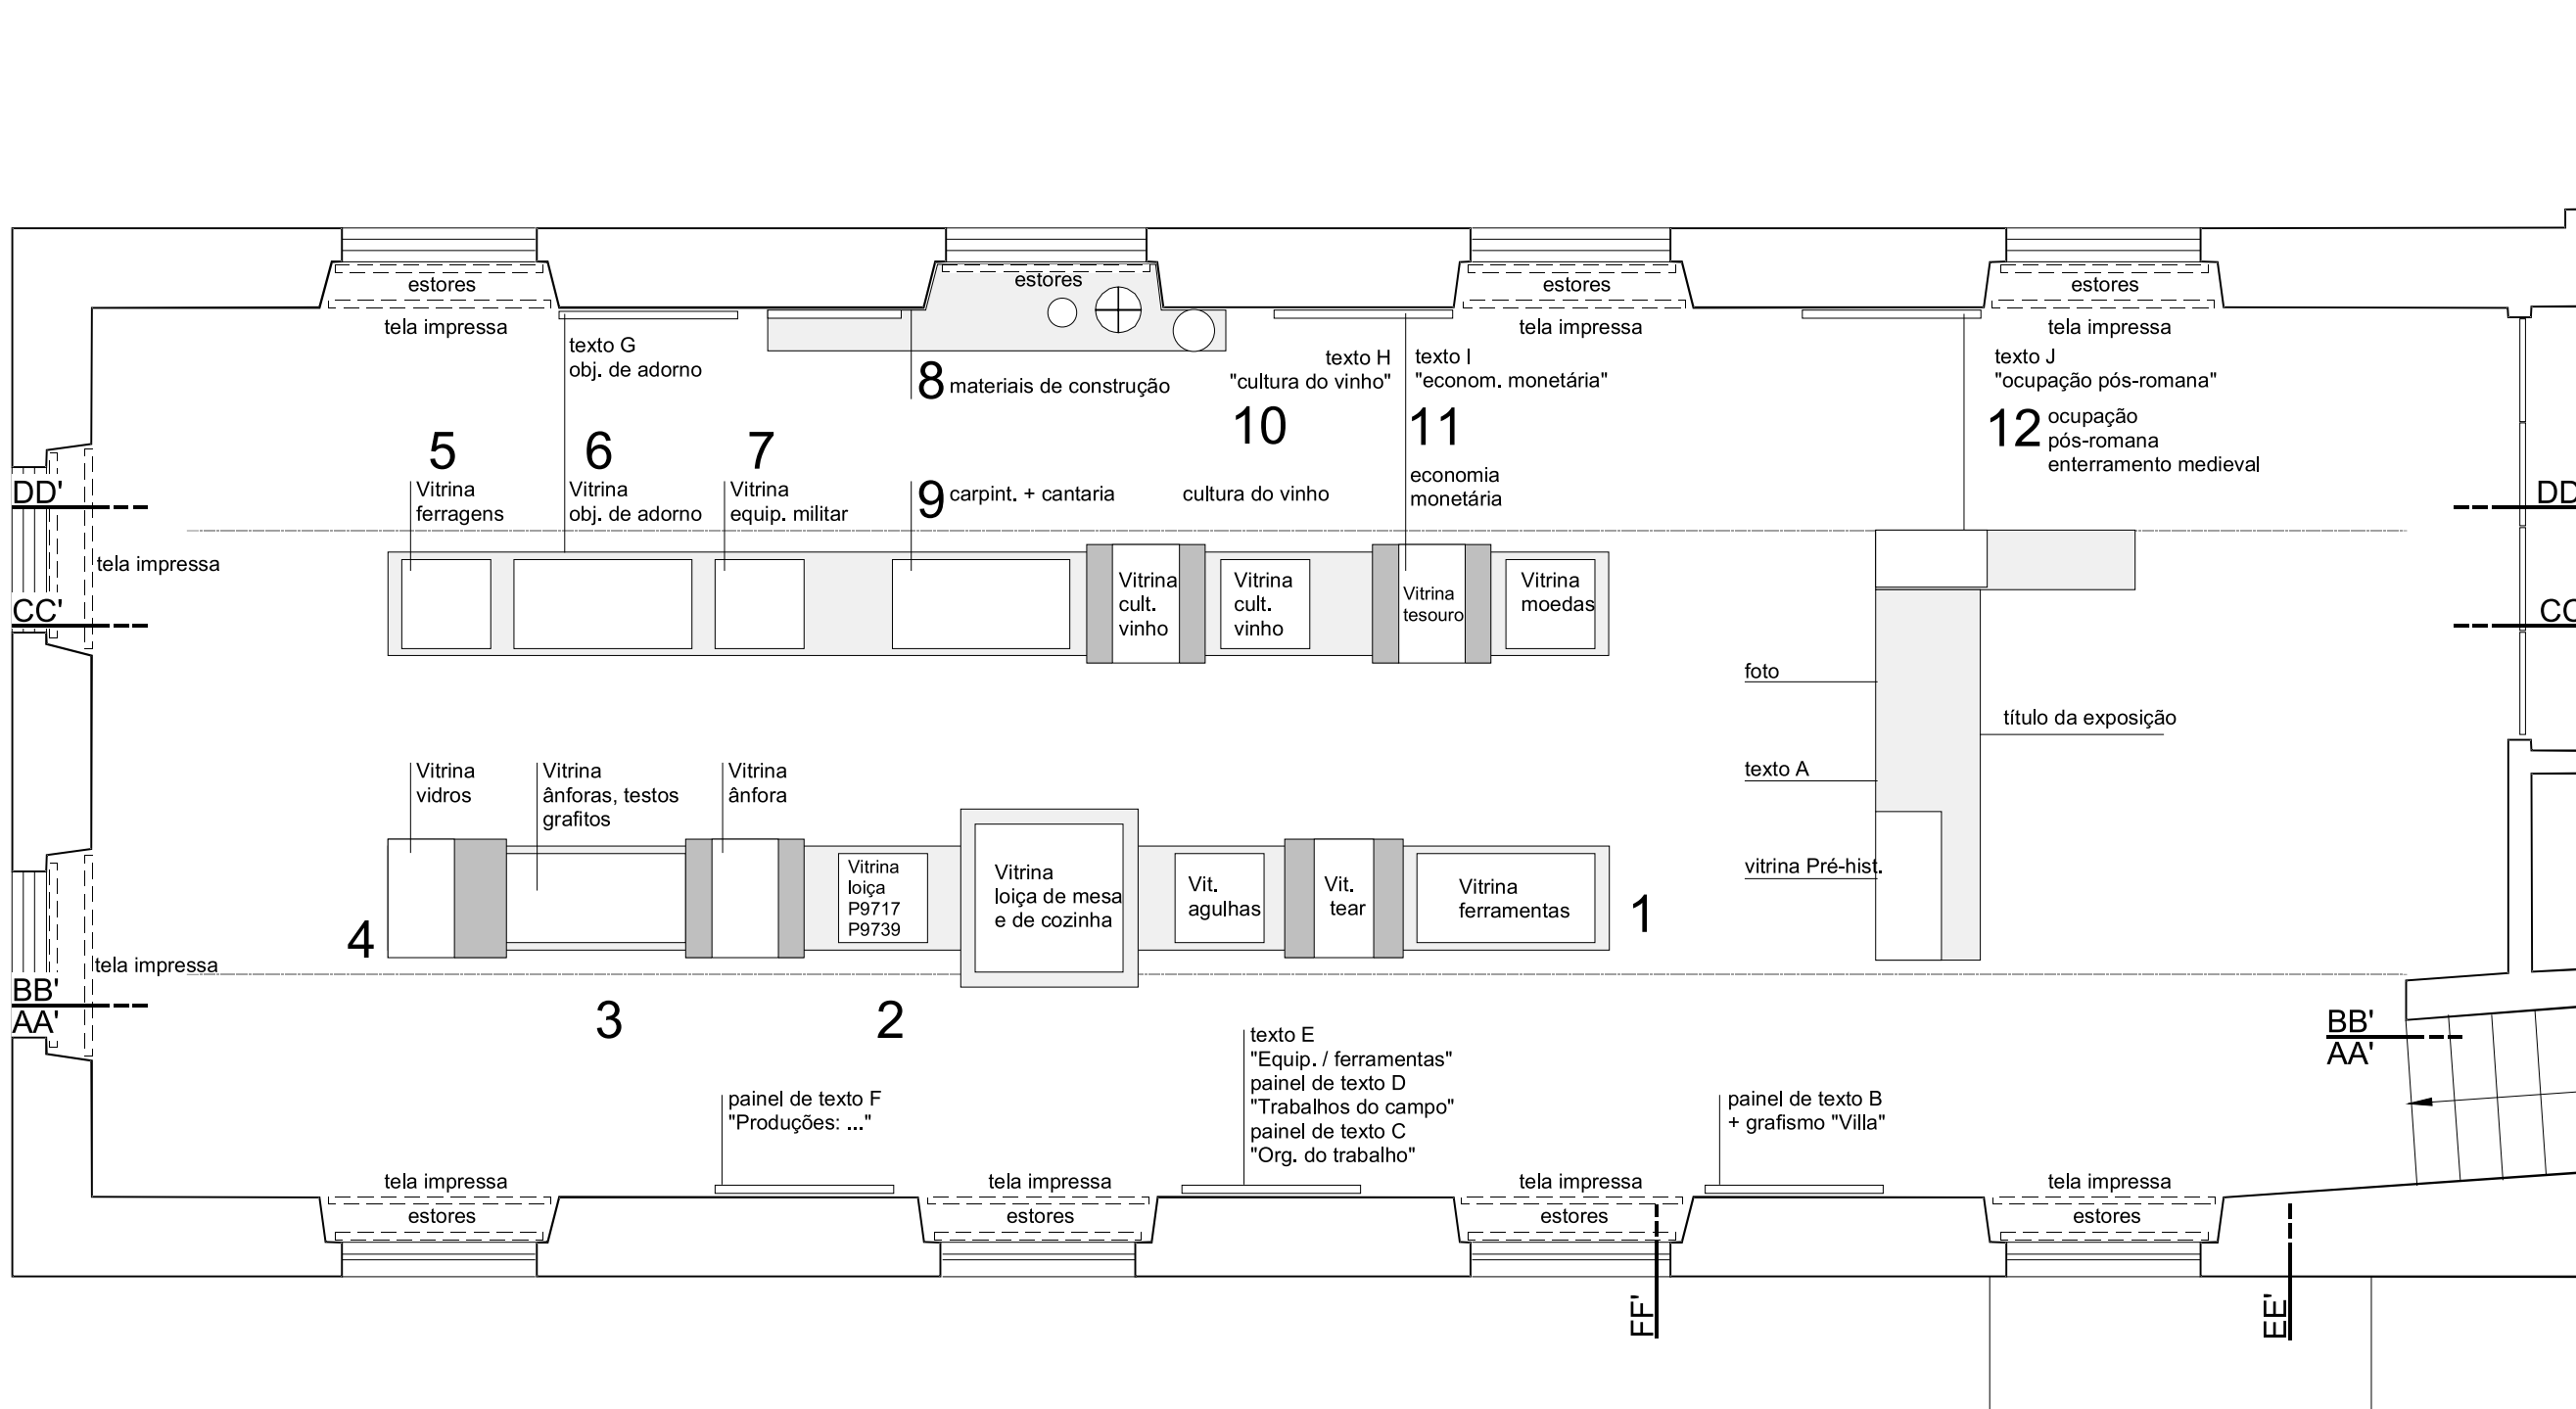 estores
estores
estores
estores
tela impressa
tela impressa
tela impressa
texto G
obj. de adorno
8 materiais de construção
texto H
"cultura do vinho"
10
texto I
"econom. monetária"
11
texto J
"ocupação pós-romana"
12 ocupação
pós-romana
enterramento medieval
5
Vitrina
ferragens
6
Vitrina
obj. de adorno
7
Vitrina
equip. militar
9 carpint. + cantaria
cultura do vinho
economia
monetária
DD'
DD
tela impressa
CC'
CC
Vitrina
cult.
vinho
Vitrina
cult.
vinho
Vitrina
tesouro
Vitrina
moedas
foto
título da exposição
texto A
vitrina Pré-hist.
Vitrina
vidros
Vitrina
ânforas, testos
grafitos
Vitrina
ânfora
Vitrina
loiça
P9717
P9739
Vitrina
loiça de mesa
e de cozinha
Vit.
agulhas
Vit.
tear
Vitrina
ferramentas
1
4
tela impressa
BB'
AA'
3
2
BB'
AA'
texto E
"Equip. / ferramentas"
painel de texto D
"Trabalhos do campo"
painel de texto C
"Org. do trabalho"
painel de texto F
"Produções: ..."
painel de texto B
+ grafismo "Villa"
tela impressa
tela impressa
tela impressa
tela impressa
estores
estores
estores
estores
FF'
EE'